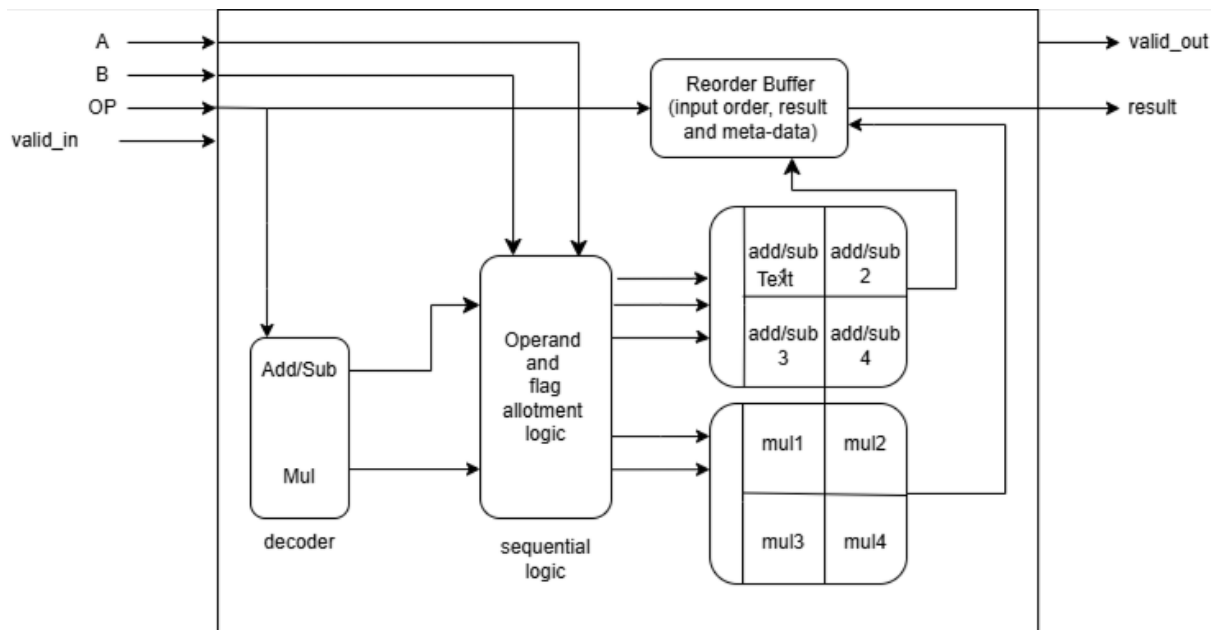 A
B
OP
valid_in
valid_out
result
Reorder Buffer
(input order, result
and meta-data)
add/sub
1
Text
add/sub
2
add/sub
3
add/sub
4
Operand
and
flag
allotment
logic
Add/Sub
Mul
decoder
sequential
logic
mul1
mul2
mul3
mul4